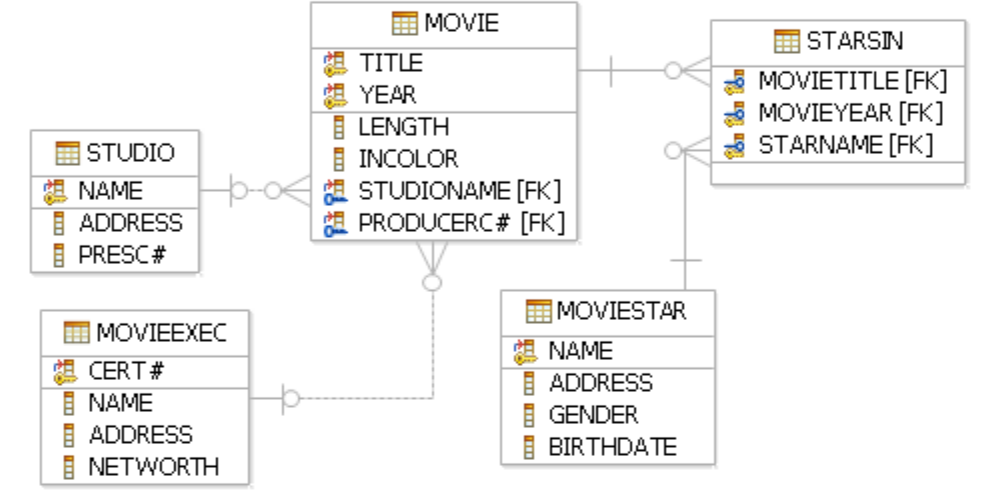 MOVIE
TITLE
YEAR
LENGTH
INCOLOR
STUDIONAME [FK]
PRODUCERC# [FK]
STARSIN
MOVIETITLE [FK]
MOVIEYEAR [FK]
STARNAME [FK]
STUDIO
NAME
ADDRESS
PRESC#
MOVIEEXEC
CERT#
NAME
ADDRESS
NETWORTH
MOVIESTAR
NAME
ADDRESS
GENDER
BIRTHDATE